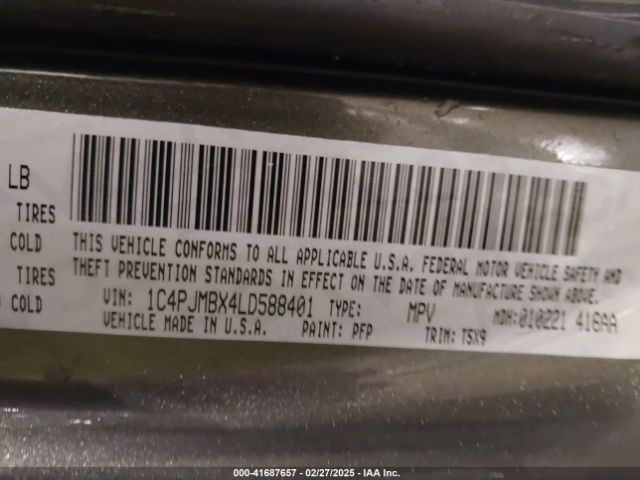 LB
TIRES
COLD
TIRES
COLD
THIS VEHICLE CONFORMS TO ALL APPLICABLE U.S.A. FEDERAL MOTOR VEHICLE SAFETY AND
THEFT PREVENTION STANDARDS IN EFFECT ON THE DATE OF MANUFACTURE SHOWN ABOVE.
VIN: 1C4PJMBX4LD588401 TYPE: MPV MDH:010221 416AA
VEHICLE MADE IN U.S.A. PAINT: PFP TRIM: TSX9
000-41687657 - 02/27/2025 - IAA Inc.